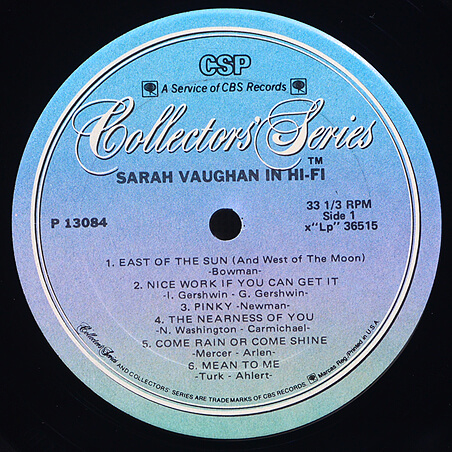 CSP
A Service of CBS Records
Collectors' Series
TM
SARAH VAUGHAN IN HI-FI
P 13084
33 1/3 RPM
Side 1
x"Lp" 36515
1. EAST OF THE SUN (And West of The Moon)
-Bowman-
2. NICE WORK IF YOU CAN GET IT
-I. Gershwin - G. Gershwin-
3. PINKY -Newman-
4. THE NEARNESS OF YOU
-N. Washington - Carmichael-
5. COME RAIN OR COME SHINE
-Mercer - Arlen-
6. MEAN TO ME
-Turk - Ahlert-
Collectors' Series AND COLLECTORS' SERIES ARE TRADEMARKS OF CBS RECORDS. Marcas Reg./Printed in U.S.A.